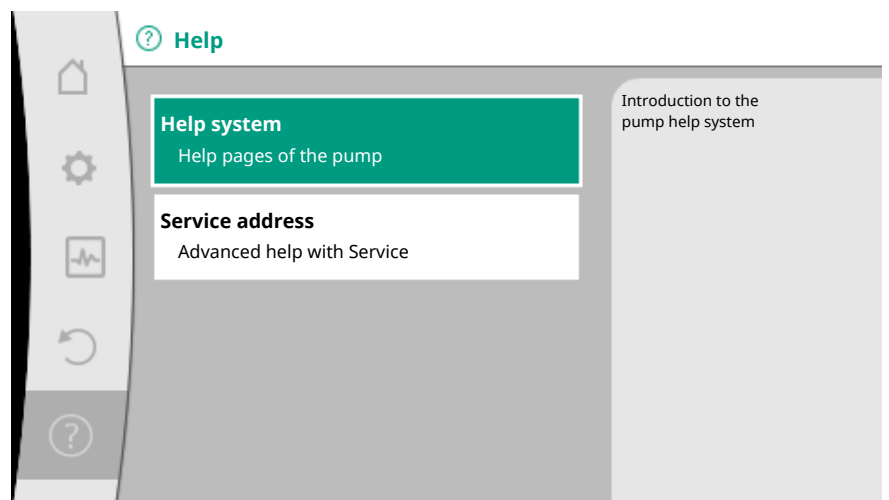 Help
Help system
Help pages of the pump
Service address
Advanced help with Service
Introduction to the
pump help system